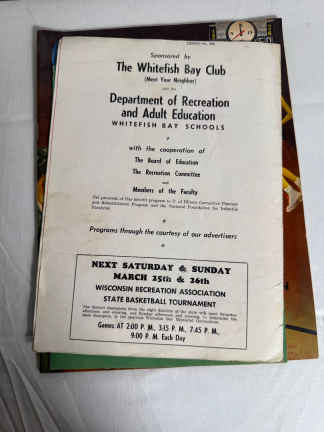 Sponsored by
The Whitefish Bay Club
(Meet Your Neighbor)
and the
Department of Recreation
and Adult Education
WHITEFISH BAY SCHOOLS
with the cooperation of
The Board of Education
The Recreation Committee
and
Members of the Faculty
Programs through the courtesy of our advertisers
NEXT SATURDAY & SUNDAY
MARCH 25th & 26th
WISCONSIN RECREATION ASSOCIATION
STATE BASKETBALL TOURNAMENT
Games AT 2:00 P. M., 3:15 P. M., 7:45 P. M.,
9:00 P. M. Each Day